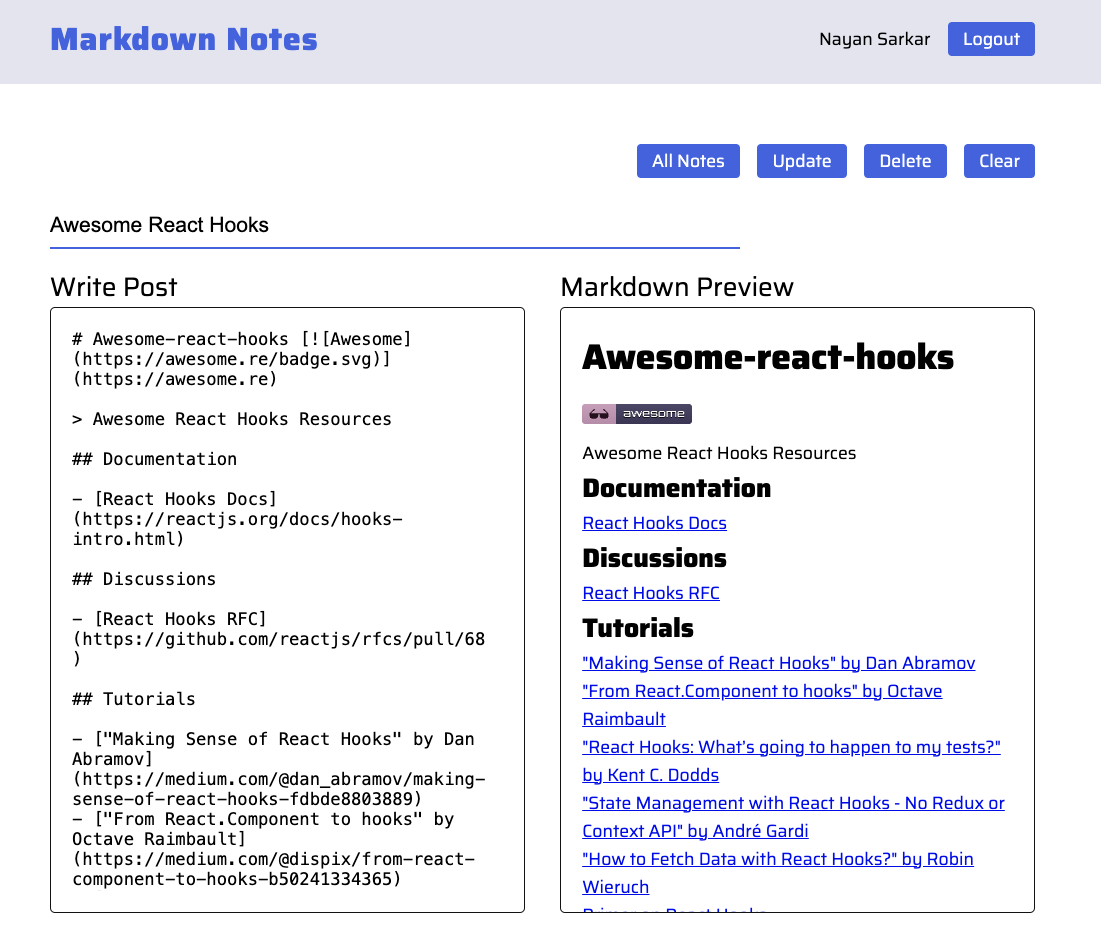 Markdown Notes
Nayan Sarkar
Logout
All Notes
Update
Delete
Clear
Awesome React Hooks
Write Post
# Awesome-react-hooks [![Awesome]
(https://awesome.re/badge.svg)]
(https://awesome.re)
> Awesome React Hooks Resources
## Documentation
- [React Hooks Docs]
(https://reactjs.org/docs/hooks-
intro.html)
## Discussions
- [React Hooks RFC]
(https://github.com/reactjs/rfcs/pull/68
)
## Tutorials
- ["Making Sense of React Hooks" by Dan
Abramov]
(https://medium.com/@dan_abramov/making-
sense-of-react-hooks-fdbde8803889)
- ["From React.Component to hooks" by
Octave Raimbault]
(https://medium.com/@dispix/from-react-
component-to-hooks-b50241334365)
Markdown Preview
Awesome-react-hooks
awesome
Awesome React Hooks Resources
Documentation
React Hooks Docs
Discussions
React Hooks RFC
Tutorials
"Making Sense of React Hooks" by Dan Abramov
"From React.Component to hooks" by Octave
Raimbault
"React Hooks: What's going to happen to my tests?"
by Kent C. Dodds
"State Management with React Hooks - No Redux or
Context API" by André Gardi
"How to Fetch Data with React Hooks?" by Robin
Wieruch